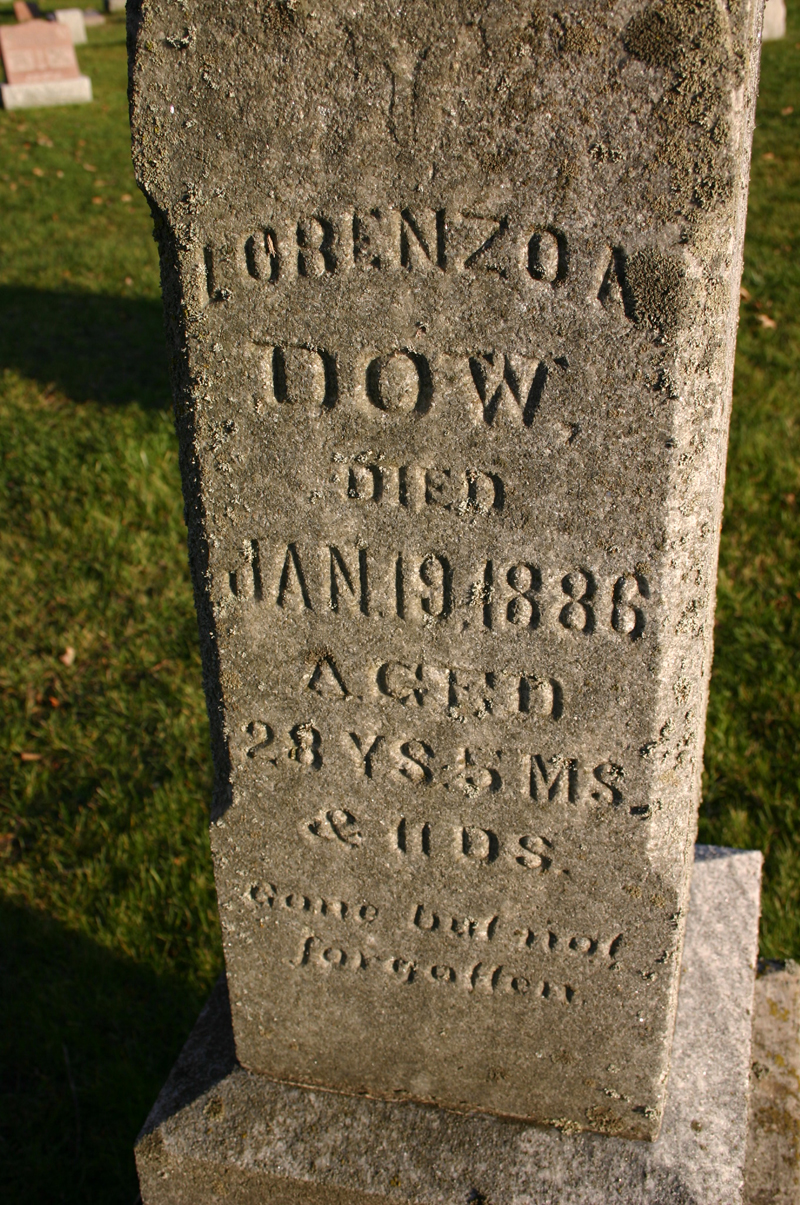 LORENZO A
DOW,
DIED
JAN. 19. 1886
AGED
28 YS. 5 MS.
& 11 DS.
Gone but not
forgotten.